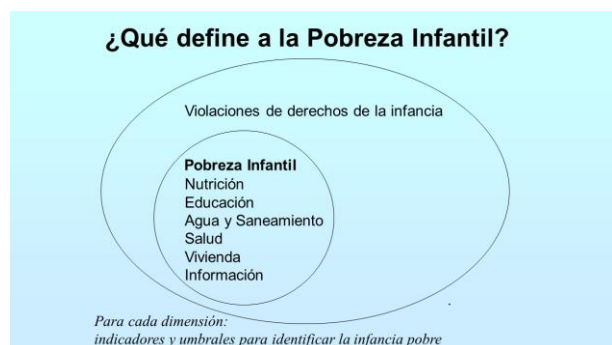 ¿Qué define a la Pobreza Infantil?
Violaciones de derechos de la infancia
Pobreza Infantil
Nutrición
Educación
Agua y Saneamiento
Salud
Vivienda
Información
Para cada dimensión:
indicadores y umbrales para identificar la infancia pobre